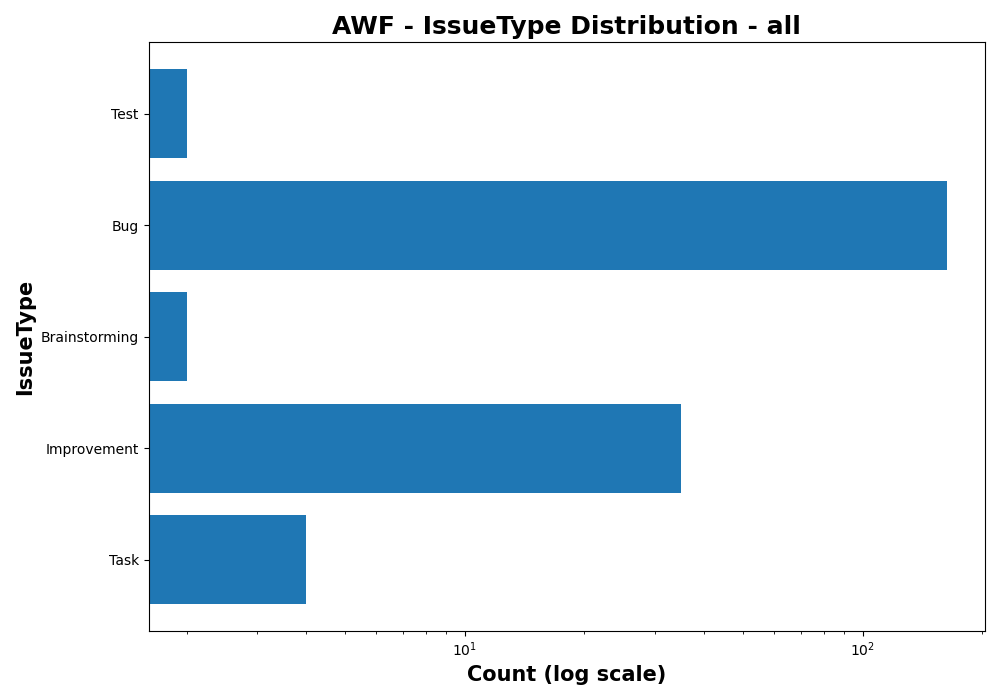 AWF - IssueType Distribution - all
IssueType
Test
Bug
Brainstorming
Improvement
Task
10¹
10²
Count (log scale)